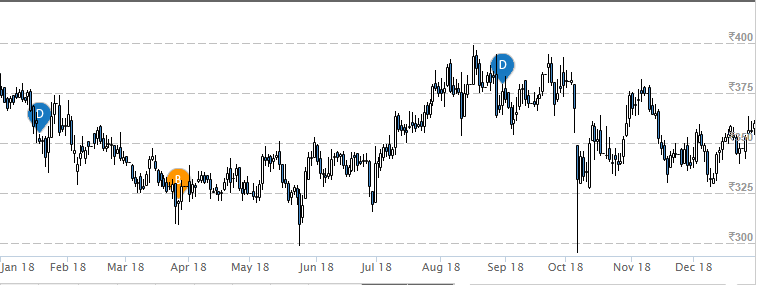 ₹400
₹375
D
D
₹350
B
₹325
₹300
Jan 18 Feb 18 Mar 18 Apr 18 May 18 Jun 18 Jul 18 Aug 18 Sep 18 Oct 18 Nov 18 Dec 18